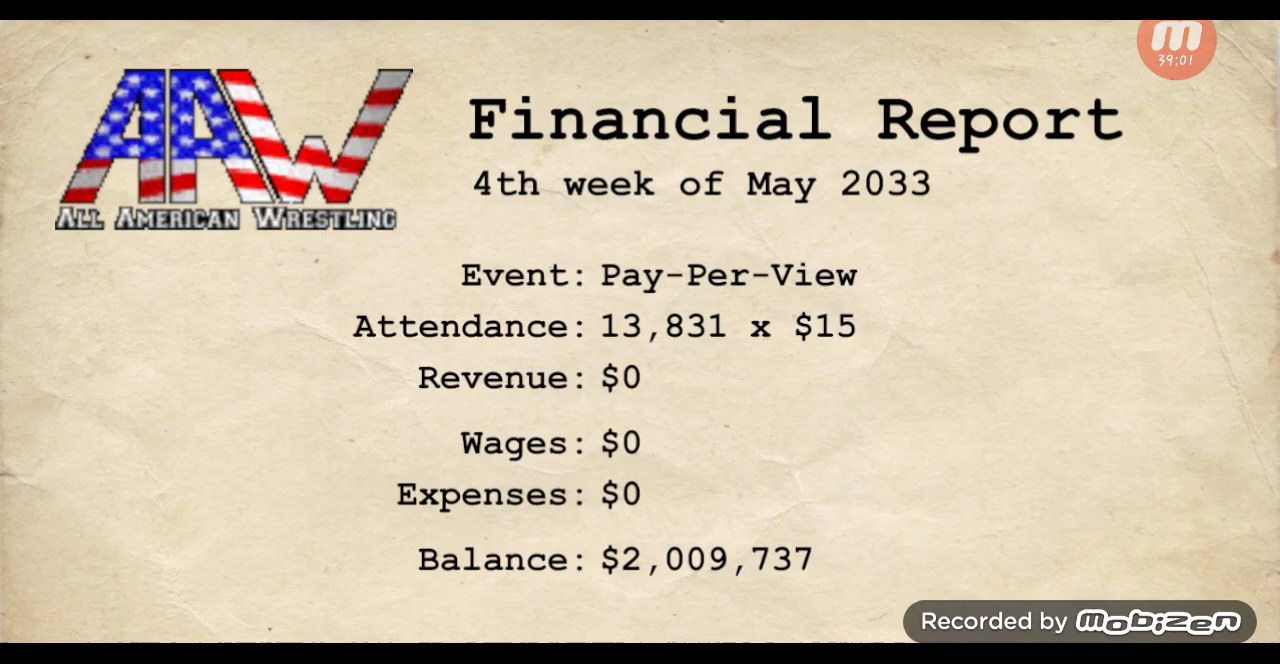 M
39:01
AAW
ALL AMERICAN WRESTLING
Financial Report
4th week of May 2033
Event: Pay-Per-View
Attendance: 13,831 x $15
Revenue: $0
Wages: $0
Expenses: $0
Balance: $2,009,737
Recorded by mobizen